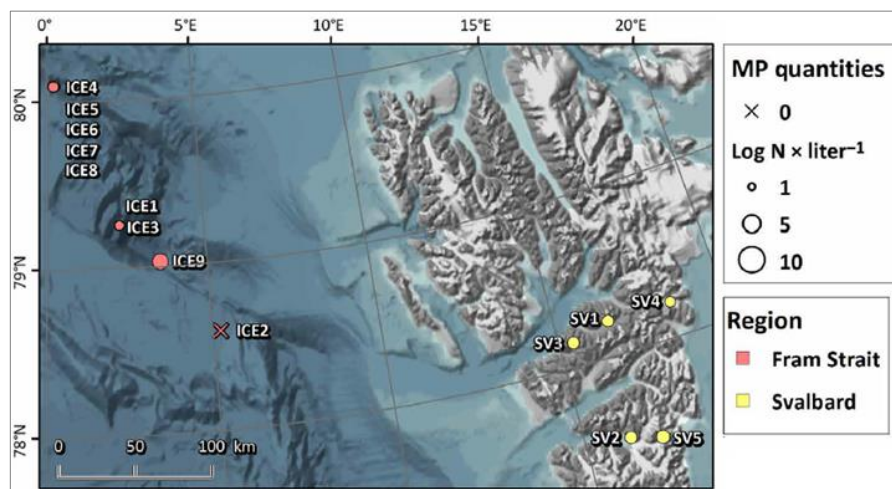 0°
5°E
10°E
15°E
20°E
80°N
79°N
78°N
ICE4
ICE5
ICE6
ICE7
ICE8
ICE1
ICE3
ICE9
ICE2
SV4
SV1
SV3
SV2
SV5
0 50 100 km
MP quantities
0
Log N × liter⁻¹
1
5
10
Region
Fram Strait
Svalbard